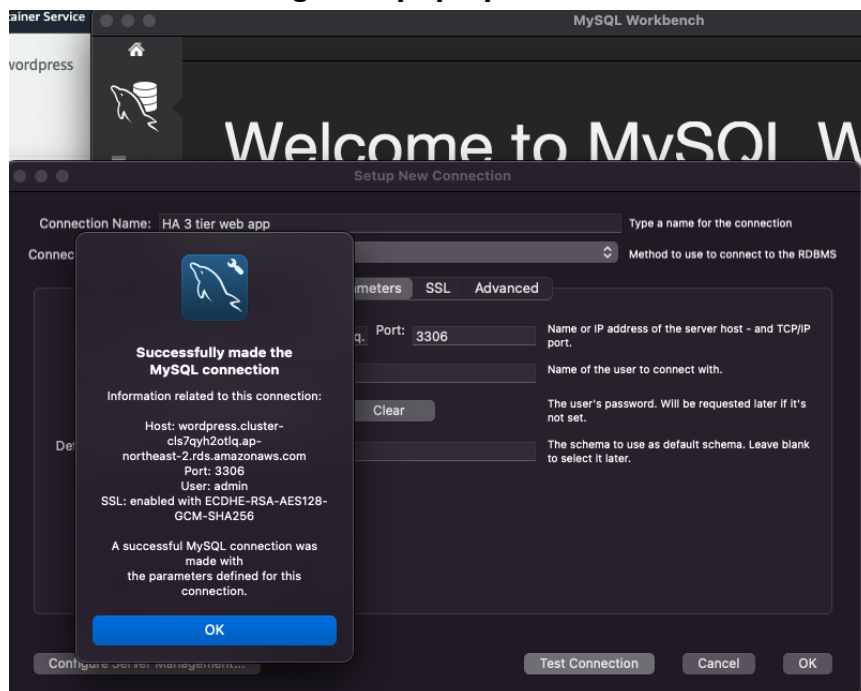 ainer Service
MySQL Workbench
wordpress
Welcome to MySQL W
Setup New Connection
Connection Name: HA 3 tier web app
Type a name for the connection
Connec
Method to use to connect to the RDBMS
ameters SSL Advanced
q. Port: 3306
Name or IP address of the server host - and TCP/IP
port.
Name of the user to connect with.
Clear
The user's password. Will be requested later if it's
not set.
Def
The schema to use as default schema. Leave blank
to select it later.
Successfully made the
MySQL connection
Information related to this connection:
Host: wordpress.cluster-
cls7qyh2otlq.ap-
northeast-2.rds.amazonaws.com
Port: 3306
User: admin
SSL: enabled with ECDHE-RSA-AES128-
GCM-SHA256
A successful MySQL connection was
made with
the parameters defined for this
connection.
OK
Configure Server Management...
Test Connection Cancel OK